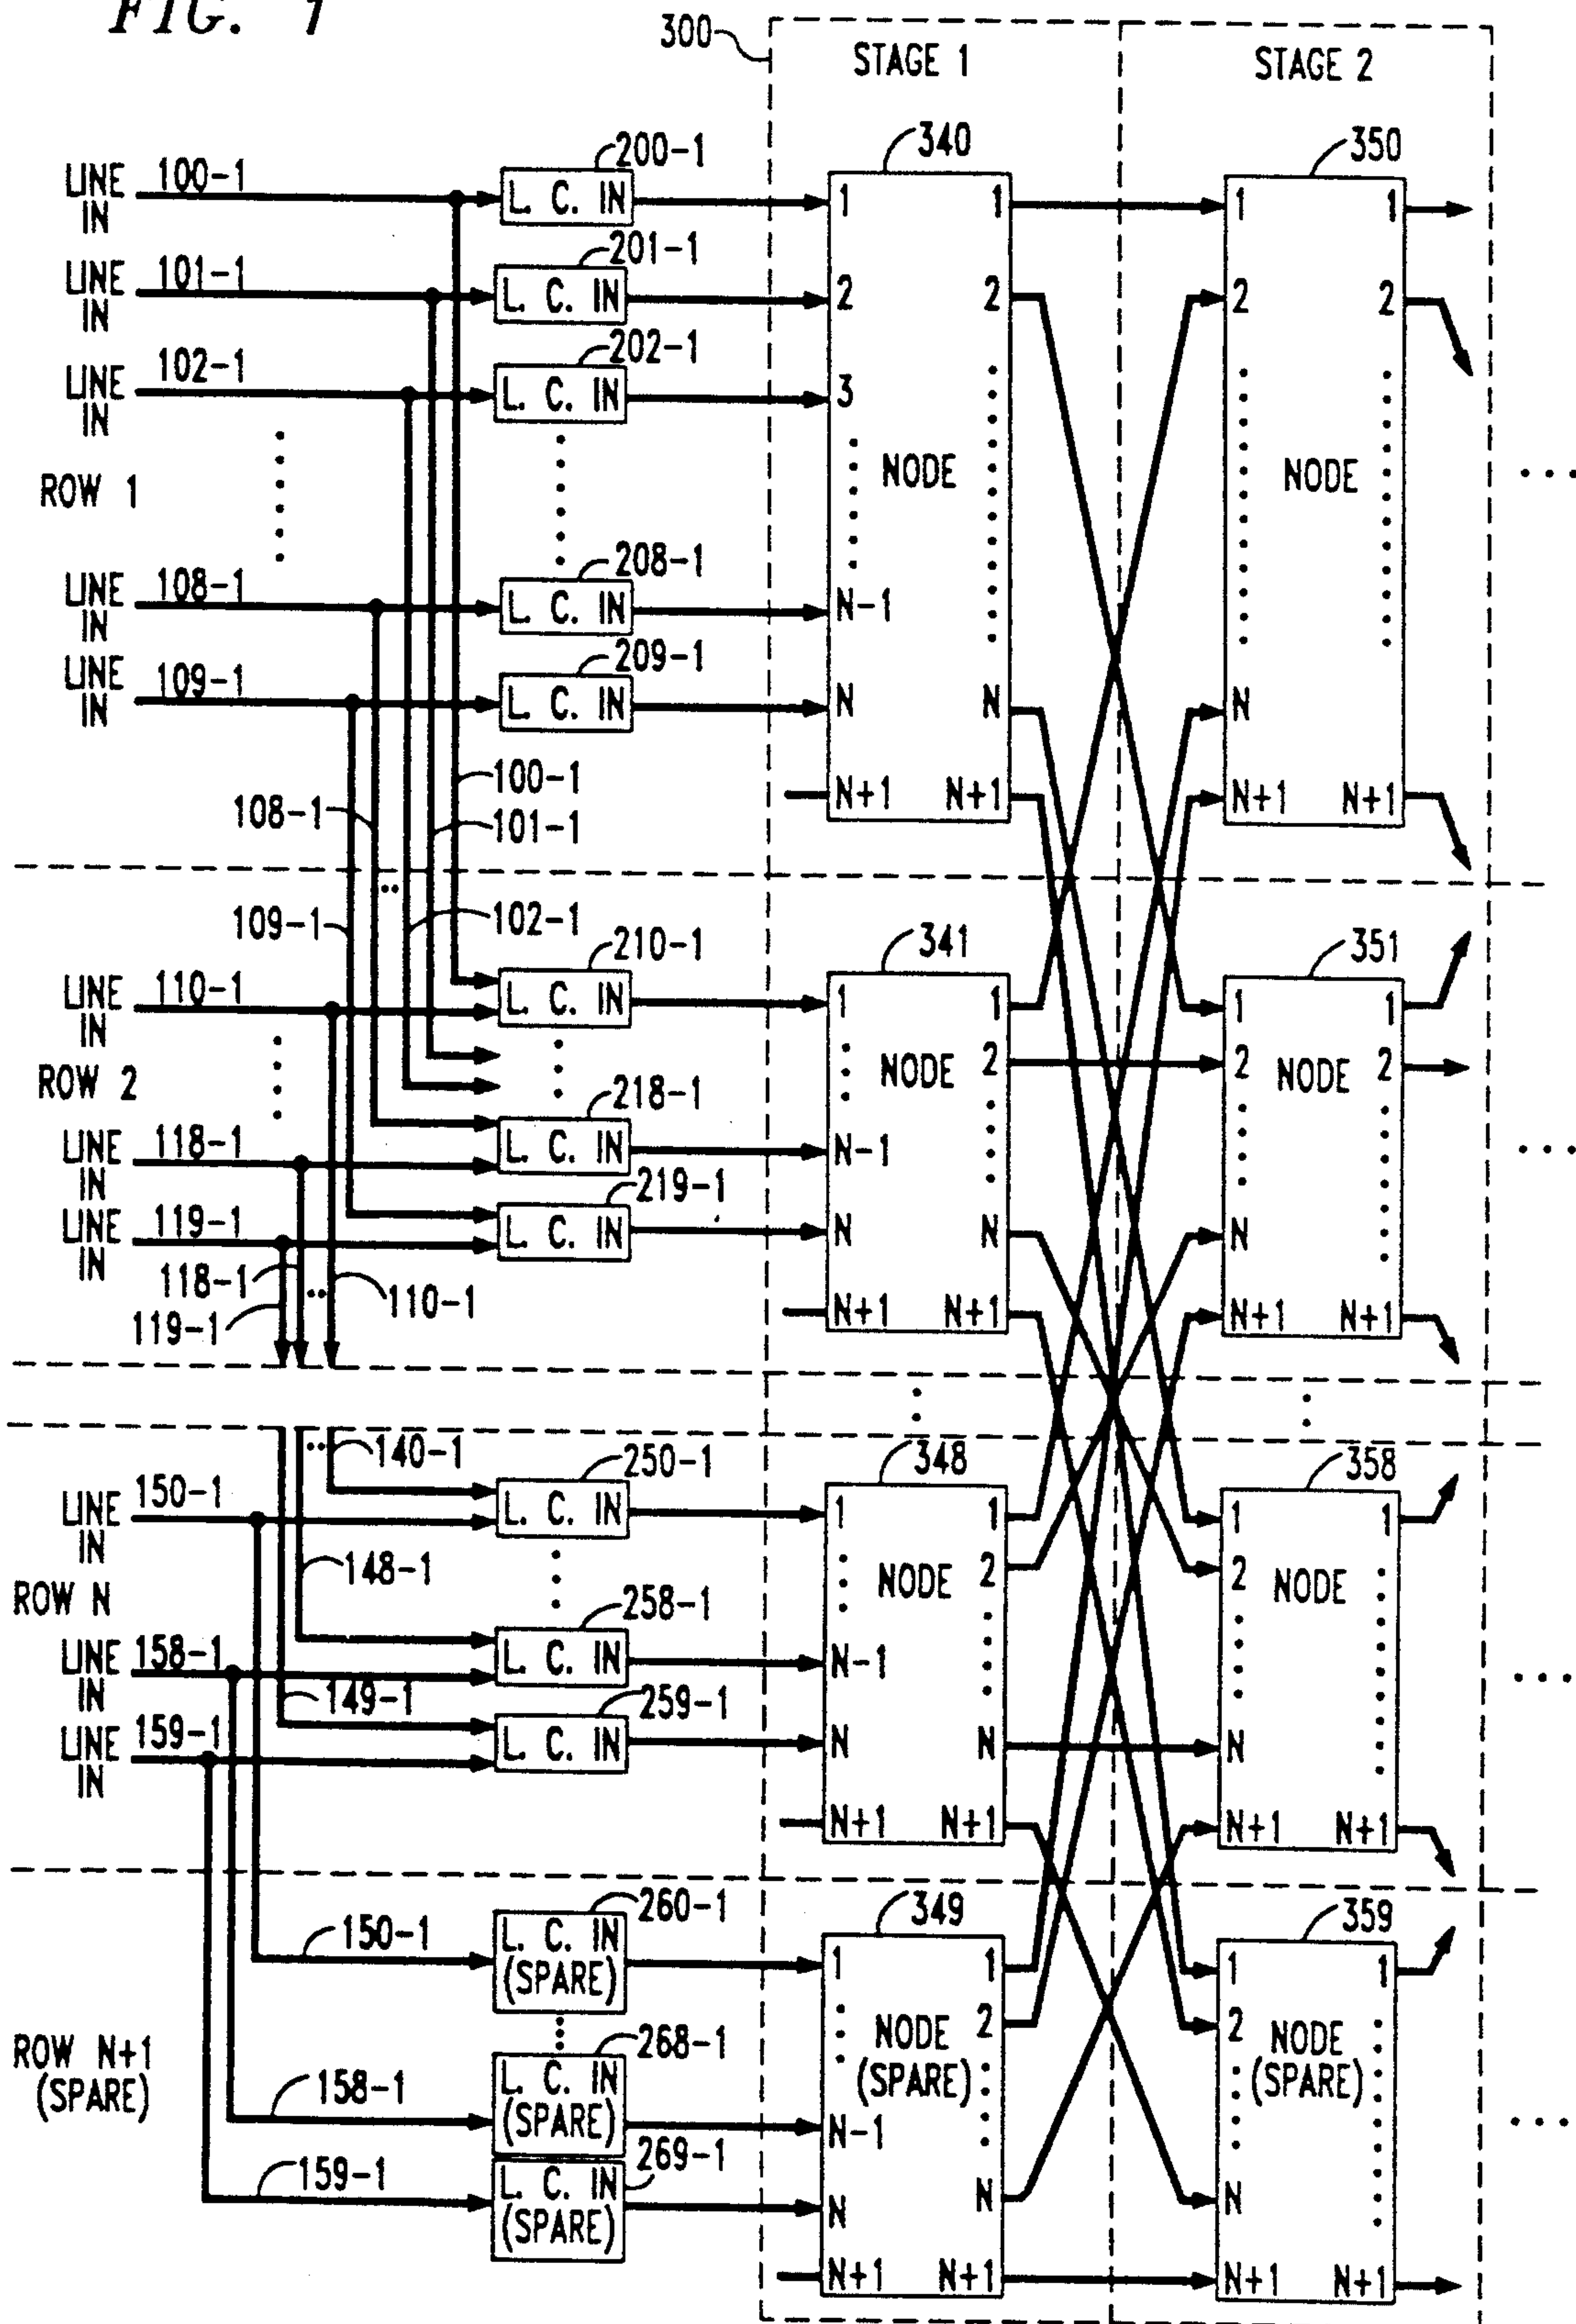 FIG. 1
300
STAGE 1
STAGE 2
LINE IN 100-1
200-1
L. C. IN
340
350
1 1
1 1
LINE IN 101-1
201-1
L. C. IN
2 2
2 2
LINE IN 102-1
202-1
L. C. IN
3
ROW 1
NODE
NODE
LINE IN 108-1
208-1
L. C. IN
N-1
LINE IN 109-1
209-1
L. C. IN
N N
N
N+1 N+1
N+1 N+1
100-1
108-1
101-1
109-1
102-1
210-1
341
351
LINE IN 110-1
L. C. IN
1 1
1 1
ROW 2
NODE 2
2 NODE 2
218-1
LINE IN 118-1
L. C. IN
N-1
219-1
LINE IN 119-1
L. C. IN
N N
N
118-1
110-1
119-1
N+1 N+1
N+1 N+1
140-1
250-1
348
358
LINE IN 150-1
L. C. IN
1 1
1 1
148-1
NODE 2
2 NODE
ROW N
258-1
LINE IN 158-1
L. C. IN
N-1
149-1
259-1
LINE IN 159-1
L. C. IN
N N
N
N+1 N+1
N+1 N+1
260-1
349
359
150-1
L. C. IN
(SPARE)
1 1
1 1
ROW N+1
(SPARE)
268-1
NODE 2
(SPARE)
2 NODE
(SPARE)
158-1
L. C. IN
(SPARE)
N-1
269-1
159-1
L. C. IN
(SPARE)
N N
N
N+1 N+1
N+1 N+1